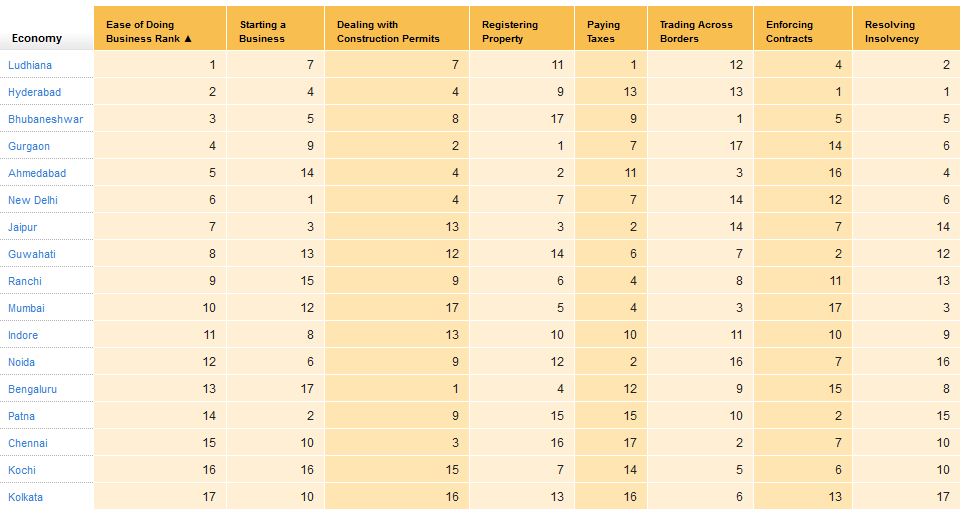 Economy Ease of Doing Business Rank ▲ Starting a Business Dealing with Construction Permits Registering Property Paying Taxes Trading Across Borders Enforcing Contracts Resolving Insolvency
Ludhiana 1 7 7 11 1 12 4 2
Hyderabad 2 4 4 9 13 13 1 1
Bhubaneshwar 3 5 8 17 9 1 5 5
Gurgaon 4 9 2 1 7 17 14 6
Ahmedabad 5 14 4 2 11 3 16 4
New Delhi 6 1 4 7 7 14 12 6
Jaipur 7 3 13 3 2 14 7 14
Guwahati 8 13 12 14 6 7 2 12
Ranchi 9 15 9 6 4 8 11 13
Mumbai 10 12 17 5 4 3 17 3
Indore 11 8 13 10 10 11 10 9
Noida 12 6 9 12 2 16 7 16
Bengaluru 13 17 1 4 12 9 15 8
Patna 14 2 9 15 15 10 2 15
Chennai 15 10 3 16 17 2 7 10
Kochi 16 16 15 7 14 5 6 10
Kolkata 17 10 16 13 16 6 13 17